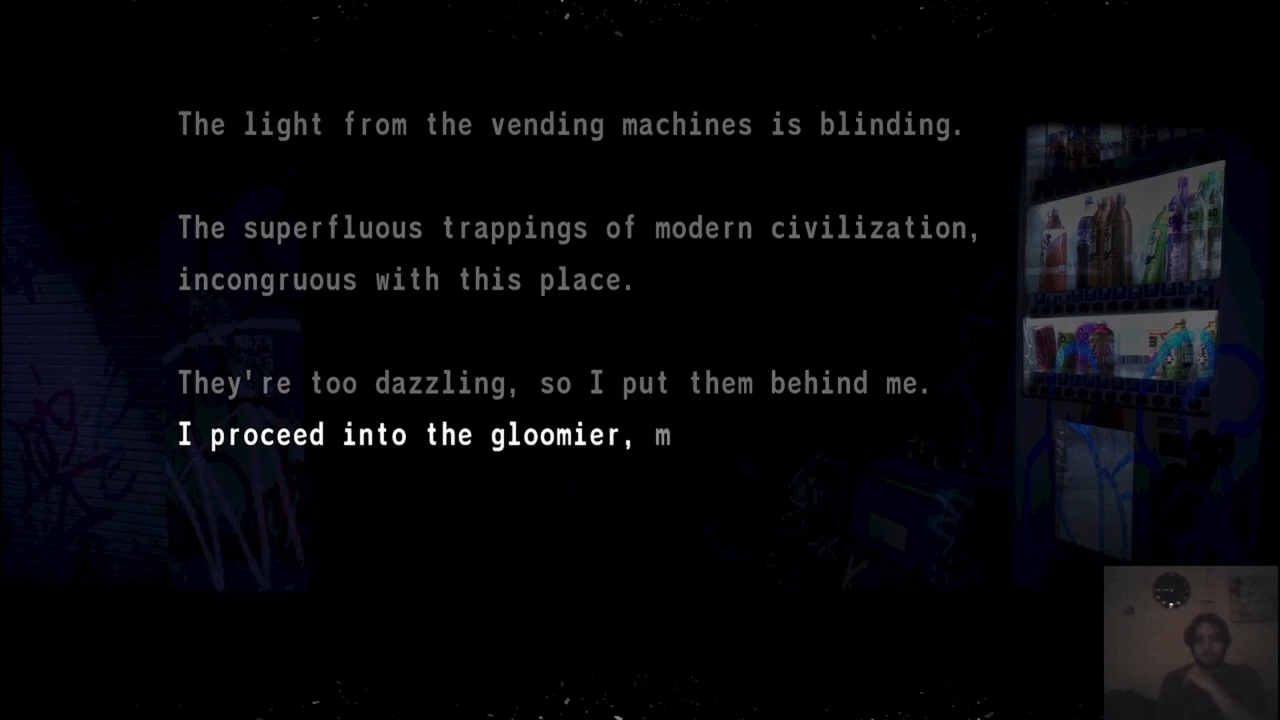 The light from the vending machines is blinding.
The superfluous trappings of modern civilization,
incongruous with this place.
They're too dazzling, so I put them behind me.
I proceed into the gloomier, m